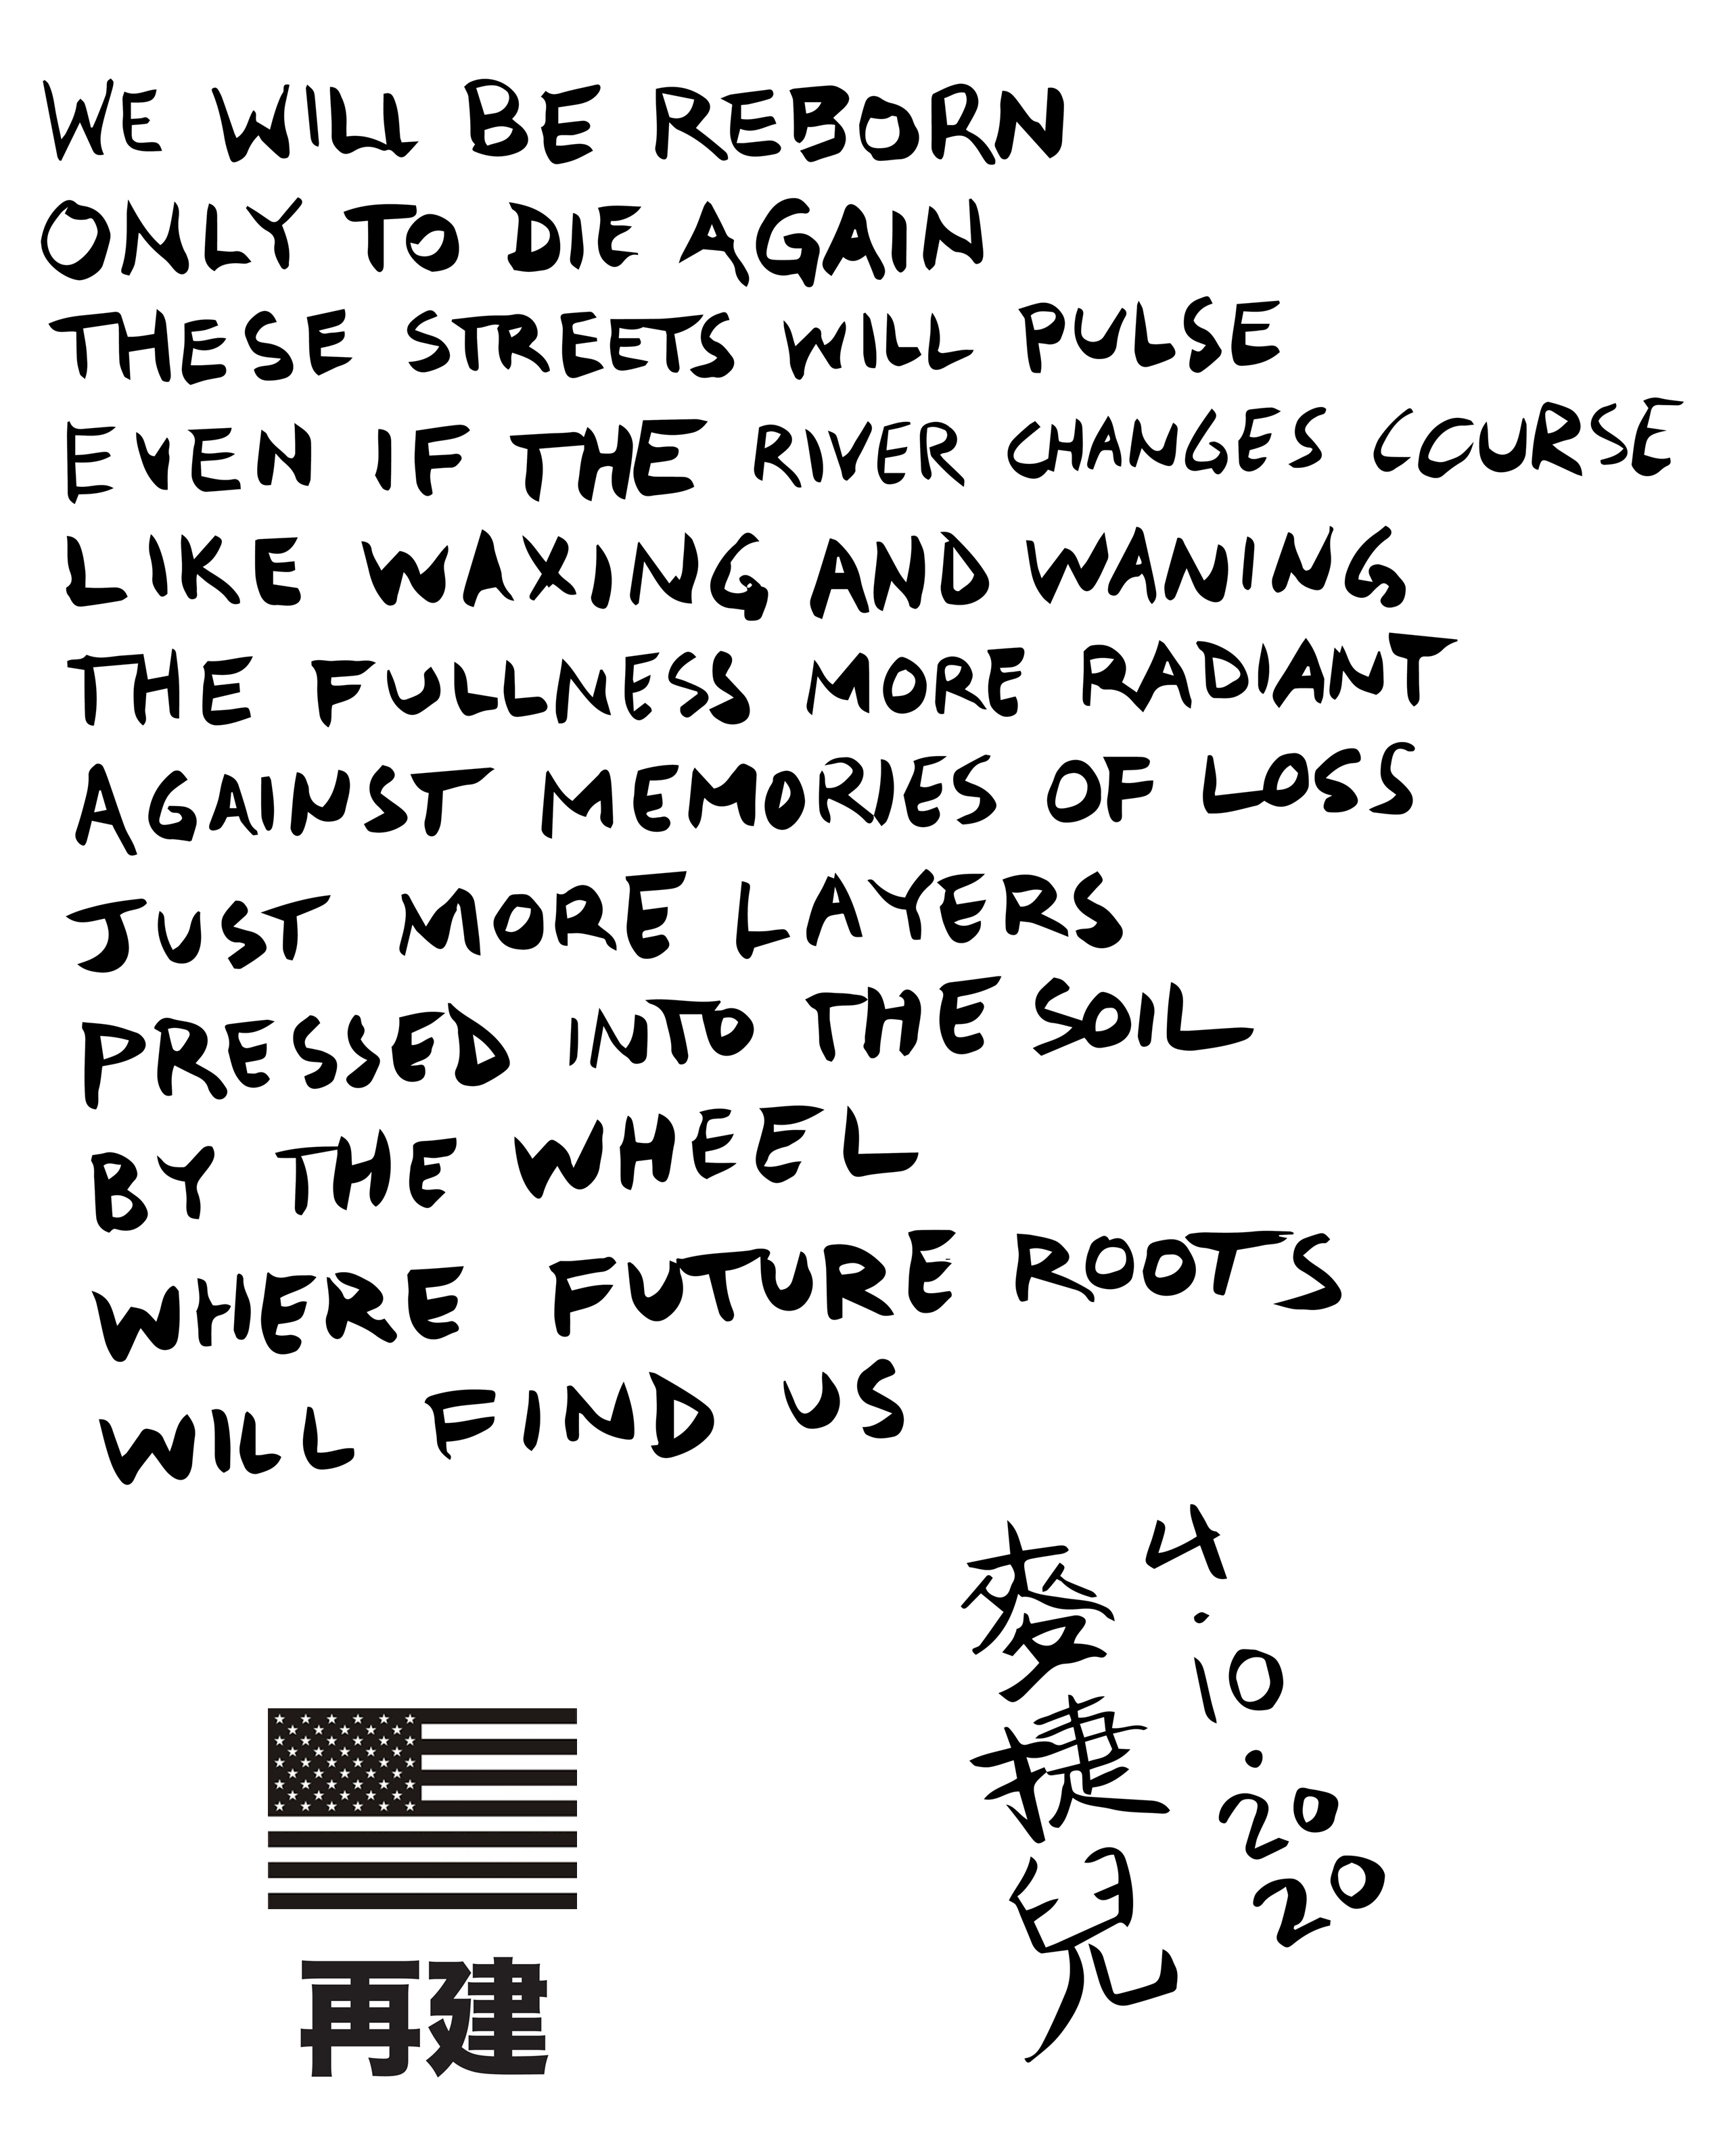 WE WILL BE REBORN
ONLY TO DIE AGAIN
THESE STREETS WILL PULSE
EVEN IF THE RIVER CHANGES COURSE
LIKE WAXING AND WANING
THE FULLNESS MORE RADIANT
AGAINST MEMORIES OF LOSS
JUST MORE LAYERS
PRESSED INTO THE SOIL
BY THE WHEEL
WHERE FUTURE ROOTS
WILL FIND US
麥捷兒
4.10.2020
再建